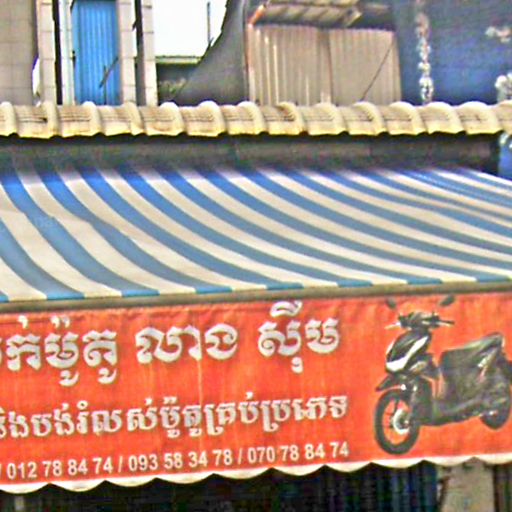 ម៉ូតូ លាង ស៊ីម
និងបង់រំលស់ម៉ូតូគ្រប់ប្រភេទ
/ 012 78 84 74 / 093 58 34 78 / 070 78 84 74